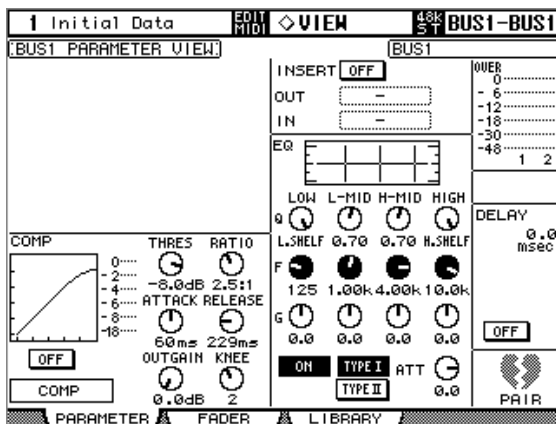 1 Initial Data EDIT MIDI ◇VIEW 48k ST BUS1-BUS1
BUS1 PARAMETER VIEW
BUS1
INSERT OFF
OUT -
IN -
OVER
0
- 6
-12
-18
-30
-48
1 2
EQ
LOW L-MID H-MID HIGH
Q
L.SHELF 0.70 0.70 H.SHELF
F
125 1.00k 4.00k 10.0k
G
0.0 0.0 0.0 0.0
ON TYPE I ATT
TYPE II 0.0
DELAY
0.0
msec
OFF
PAIR
COMP
0
- 2
- 4
- 6
- 8
-18
THRES RATIO
-8.0dB 2.5:1
ATTACK RELEASE
60ms 229ms
OFF
OUTGAIN KNEE
COMP
0.0dB 2
PARAMETER FADER LIBRARY